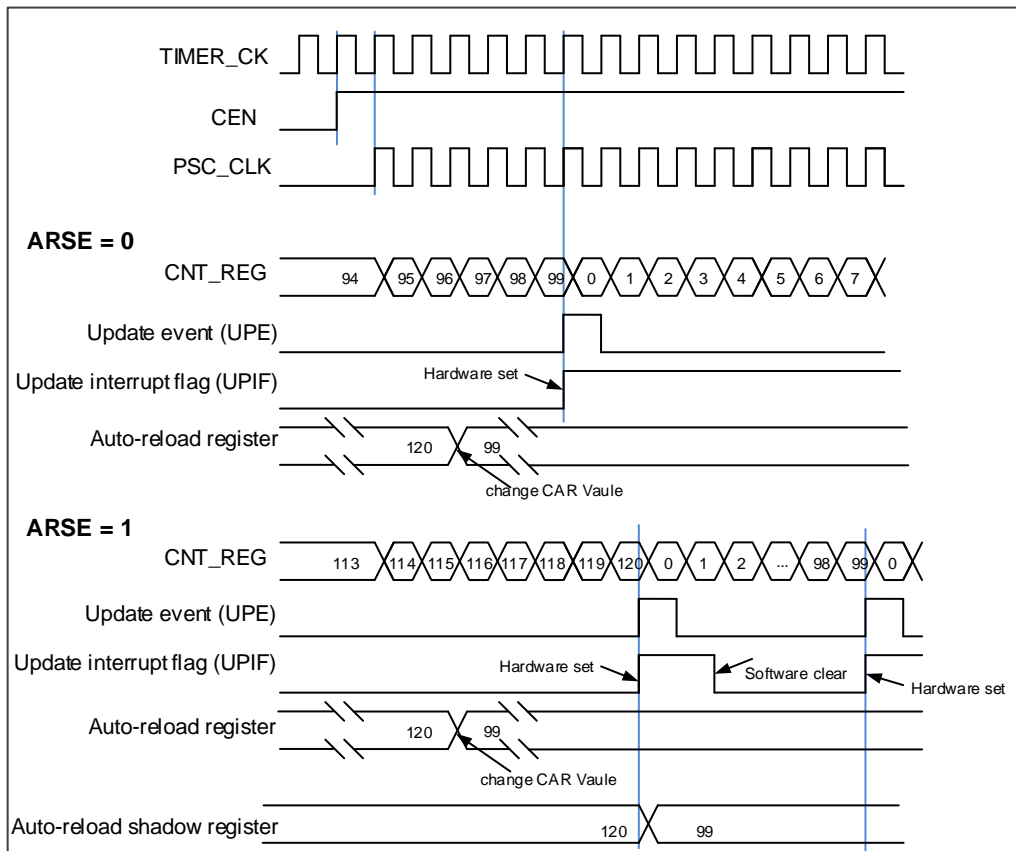 TIMER_CK
CEN
PSC_CLK
ARSE = 0
CNT_REG 94 95 96 97 98 99 0 1 2 3 4 5 6 7
Update event (UPE)
Update interrupt flag (UPIF) Hardware set
Auto-reload register 120 99
change CAR Vaule
ARSE = 1
CNT_REG 113 114 115 116 117 118 119 120 0 1 2 ... 98 99 0
Update event (UPE)
Update interrupt flag (UPIF) Hardware set Software clear Hardware set
Auto-reload register 120 99
change CAR Vaule
Auto-reload shadow register 120 99